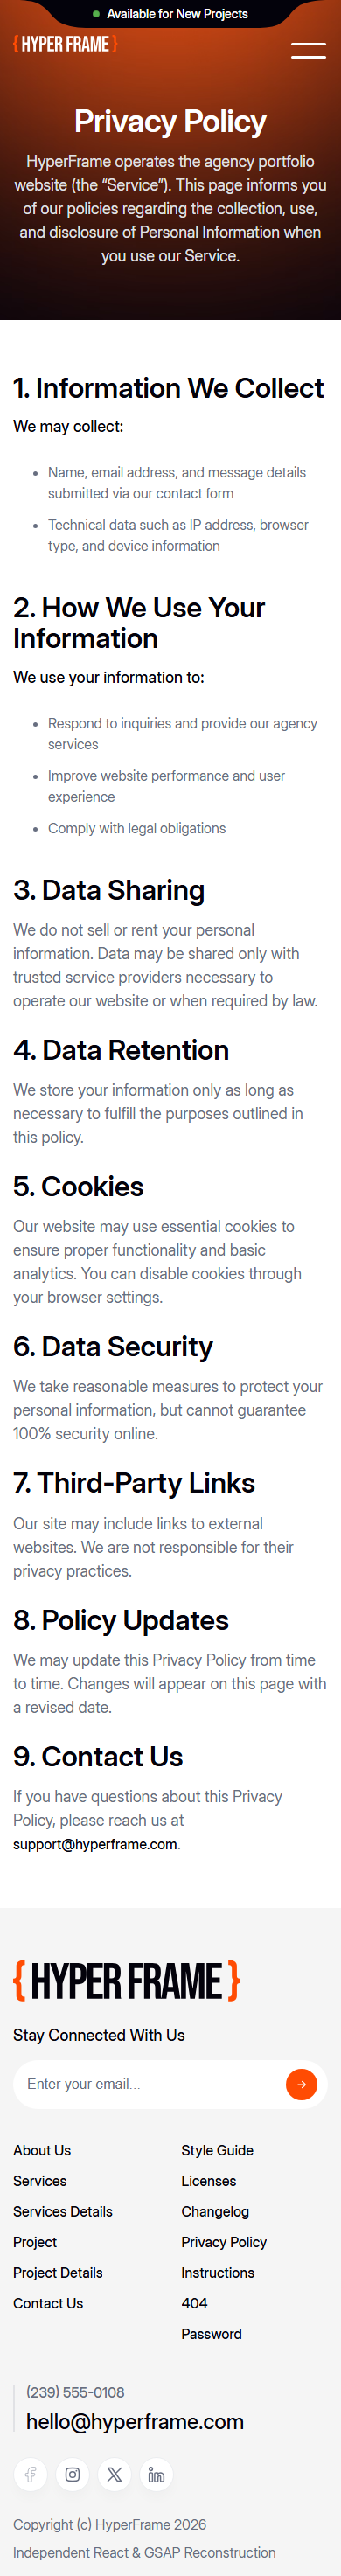 Available for New Projects
{ HYPER FRAME }
Privacy Policy
HyperFrame operates the agency portfolio
website (the “Service”). This page informs you
of our policies regarding the collection, use,
and disclosure of Personal Information when
you use our Service.
1. Information We Collect
We may collect:
• Name, email address, and message details
submitted via our contact form
• Technical data such as IP address, browser
type, and device information
2. How We Use Your
Information
We use your information to:
• Respond to inquiries and provide our agency
services
• Improve website performance and user
experience
• Comply with legal obligations
3. Data Sharing
We do not sell or rent your personal
information. Data may be shared only with
trusted service providers necessary to
operate our website or when required by law.
4. Data Retention
We store your information only as long as
necessary to fulfill the purposes outlined in
this policy.
5. Cookies
Our website may use essential cookies to
ensure proper functionality and basic
analytics. You can disable cookies through
your browser settings.
6. Data Security
We take reasonable measures to protect your
personal information, but cannot guarantee
100% security online.
7. Third-Party Links
Our site may include links to external
websites. We are not responsible for their
privacy practices.
8. Policy Updates
We may update this Privacy Policy from time
to time. Changes will appear on this page with
a revised date.
9. Contact Us
If you have questions about this Privacy
Policy, please reach us at
support@hyperframe.com.
{ HYPER FRAME }
Stay Connected With Us
Enter your email...
About Us
Services
Services Details
Project
Project Details
Contact Us
Style Guide
Licenses
Changelog
Privacy Policy
Instructions
404
Password
(239) 555-0108
hello@hyperframe.com
Copyright (c) HyperFrame 2026
Independent React & GSAP Reconstruction